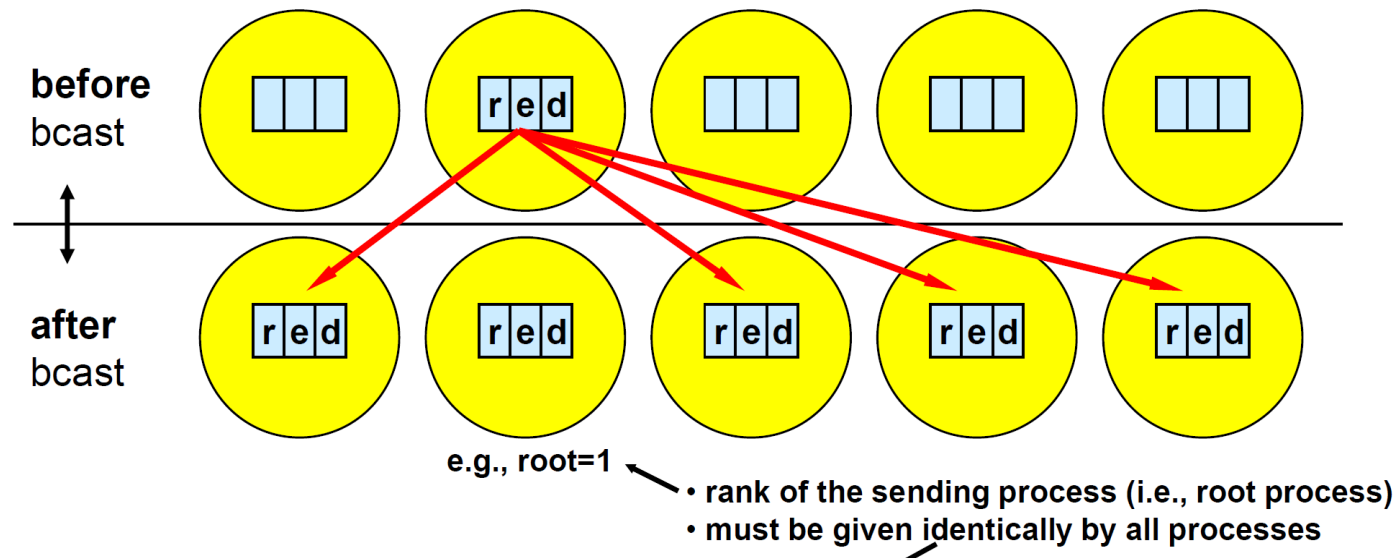 before
bcast
r e d
after
bcast
r e d
r e d
r e d
r e d
r e d
e.g., root=1
• rank of the sending process (i.e., root process)
• must be given identically by all processes